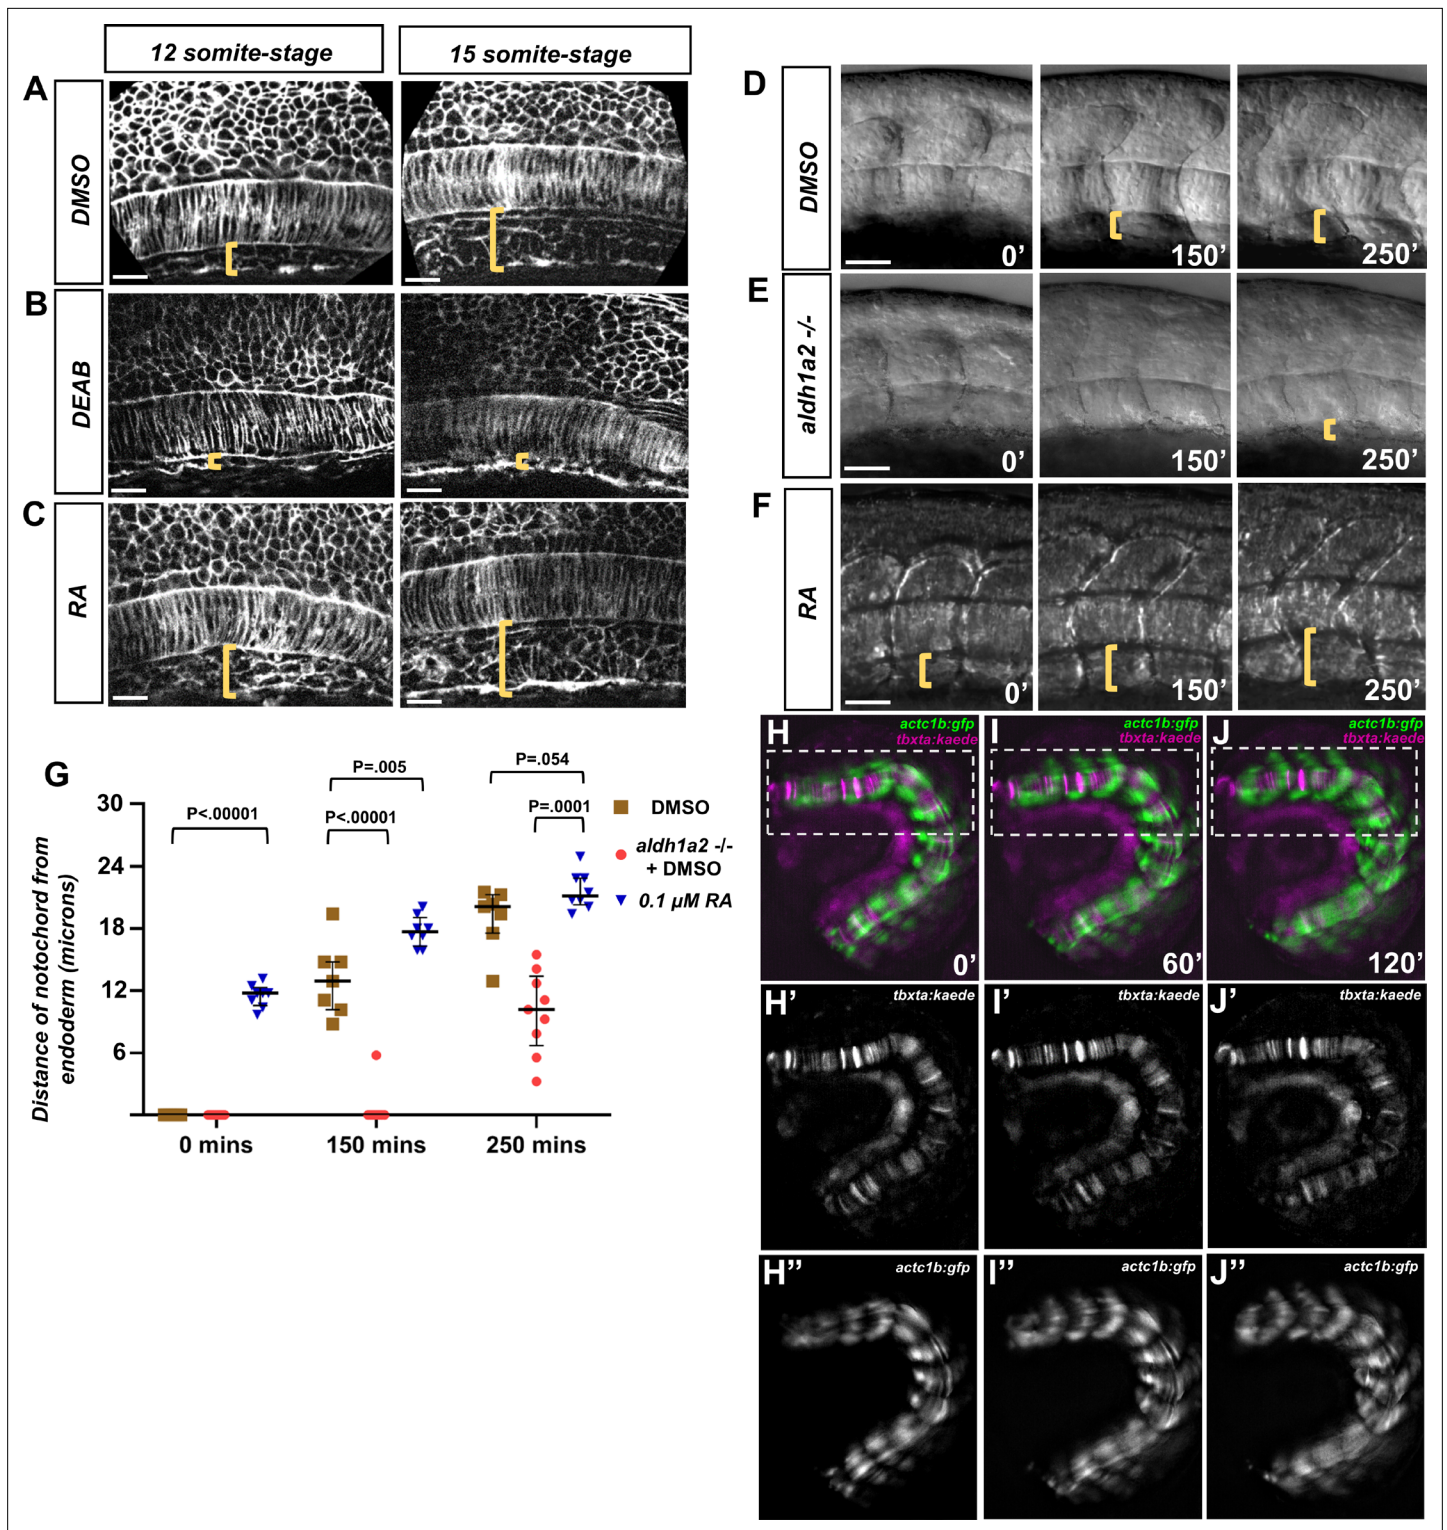 12 somite-stage
15 somite-stage
A
DMSO
B
DEAB
C
RA
D
DMSO
0’
150’
250’
E
aldh1a2 -/-
0’
150’
250’
F
RA
0’
150’
250’
G
Distance of notochord from
endoderm (microns)
30
24
18
12
6
P<.00001
P=.005
P<.00001
P=.054
P=.0001
DMSO
aldh1a2 -/-
+ DMSO
0.1 µM RA
0 mins
150 mins
250 mins
H
actc1b:gfp
tbxta:kaede
0’
I
actc1b:gfp
tbxta:kaede
60’
J
actc1b:gfp
tbxta:kaede
120’
H’
tbxta:kaede
I’
tbxta:kaede
J’
tbxta:kaede
H”
actc1b:gfp
I”
actc1b:gfp
J”
actc1b:gfp